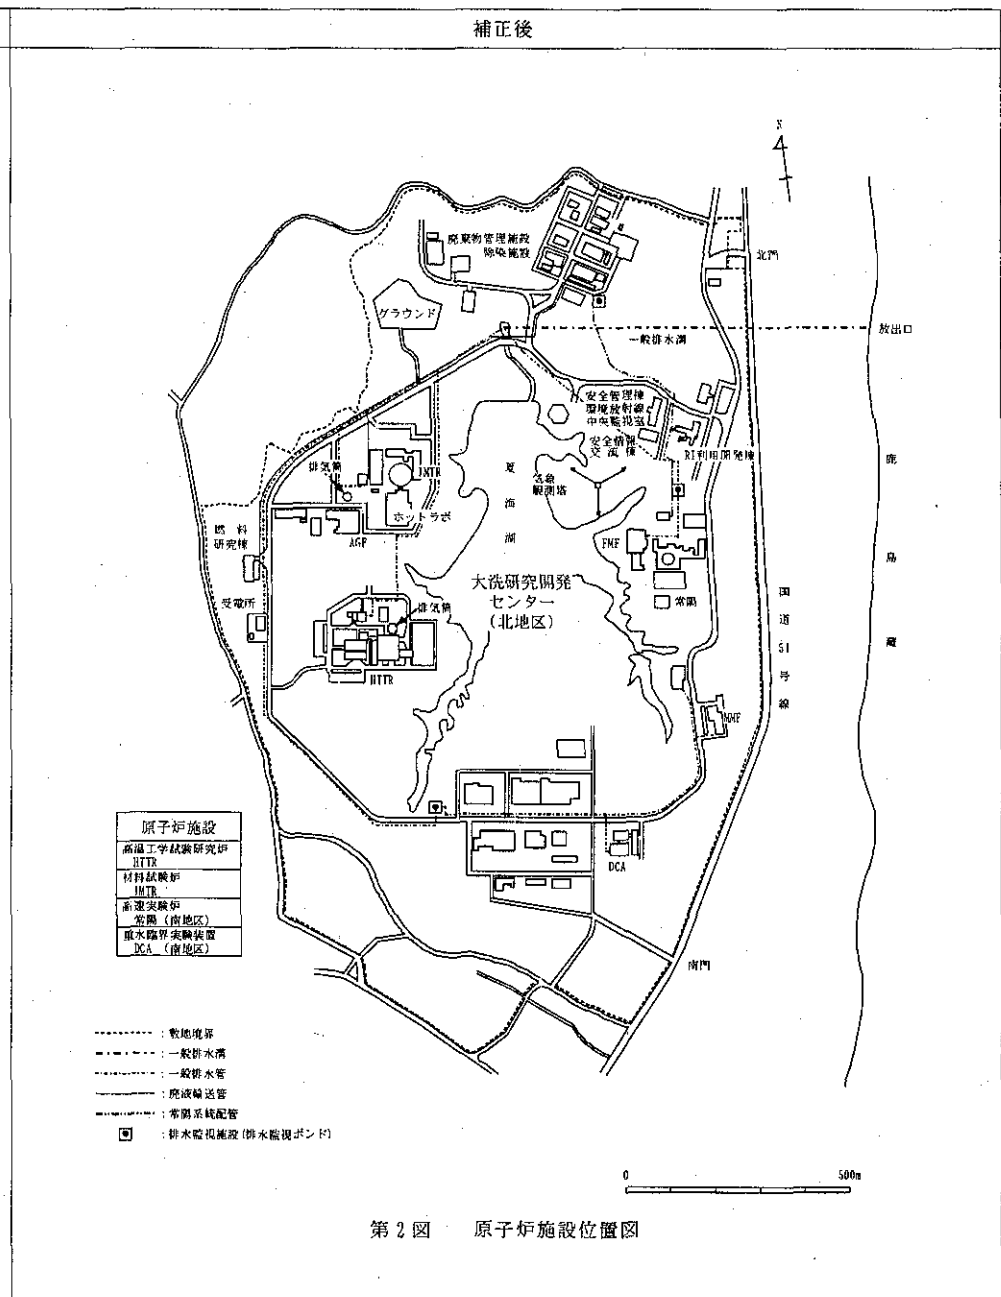 補正後
N
廃棄物管理施設
除染施設
北門
グラウンド
一般排水溝
放出口
安全管理棟
環境放射線
中央監視室
安全情報
交流棟
RI利用開発棟
排気筒
JMTR
夏海湖
気象
観測塔
ホットラボ
燃料
研究棟
AGF
FMF
鹿島灘
大洗研究開発
センター
(北地区)
常陽
国道51号線
受電所
排気筒
HTTR
MMF
DCA
南門
原子炉施設
高温工学試験研究炉
HTTR
材料試験炉
JMTR
高速実験炉
常陽(南地区)
重水臨界実験装置
DCA (南地区)
:敷地境界
:一般排水溝
:一般排水管
:廃液輸送管
:常陽系統配管
:排水監視施設(排水監視ポンド)
0 500m
第2図 原子炉施設位置図